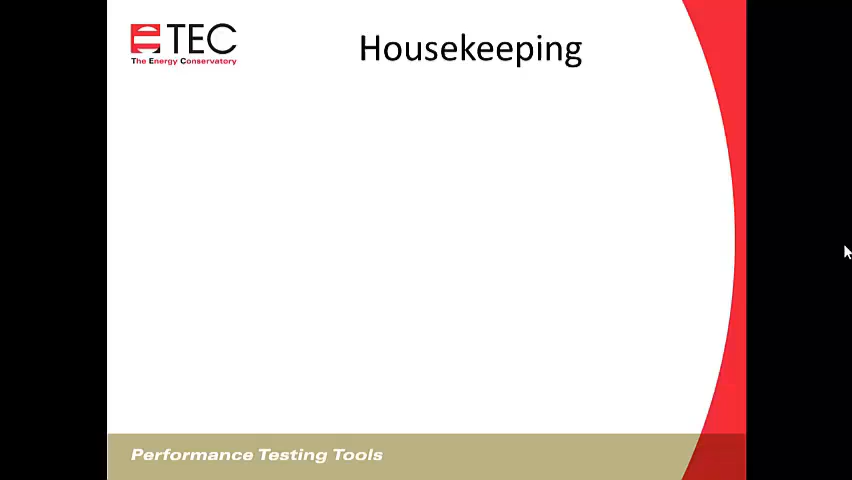 TEC
The Energy Conservatory
Housekeeping
Performance Testing Tools